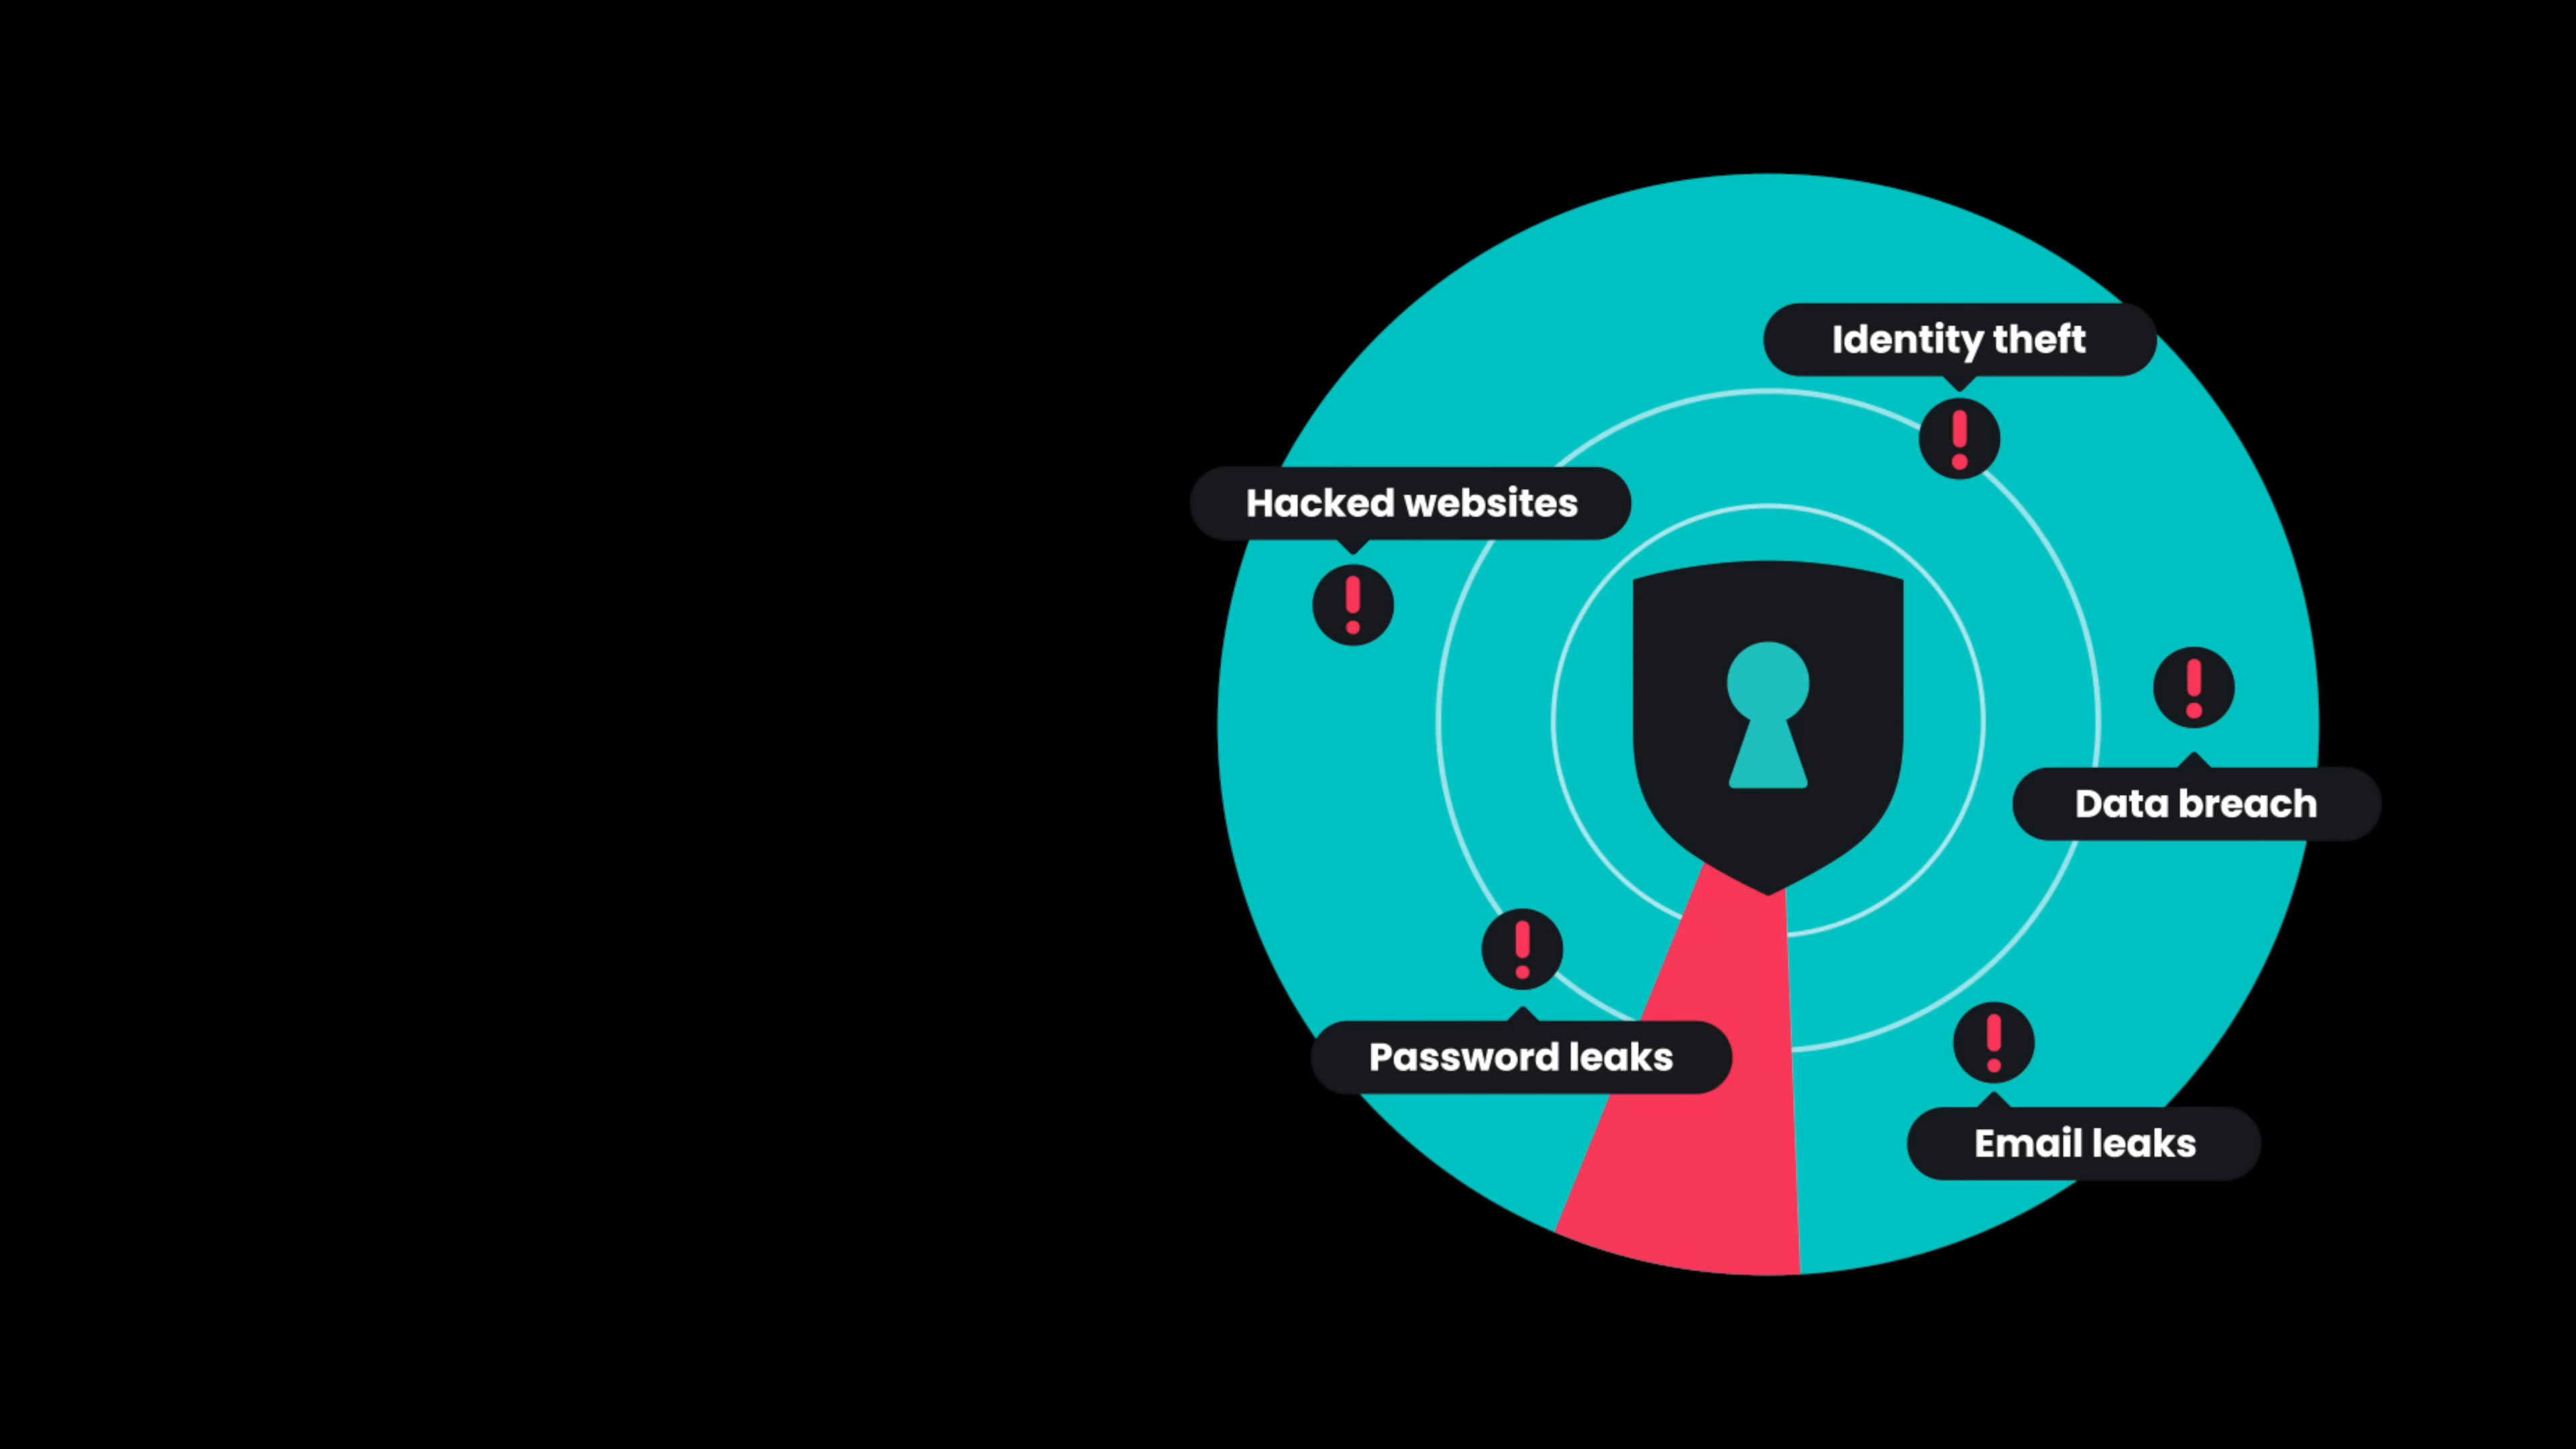 Identity theft
Hacked websites
Data breach
Password leaks
Email leaks